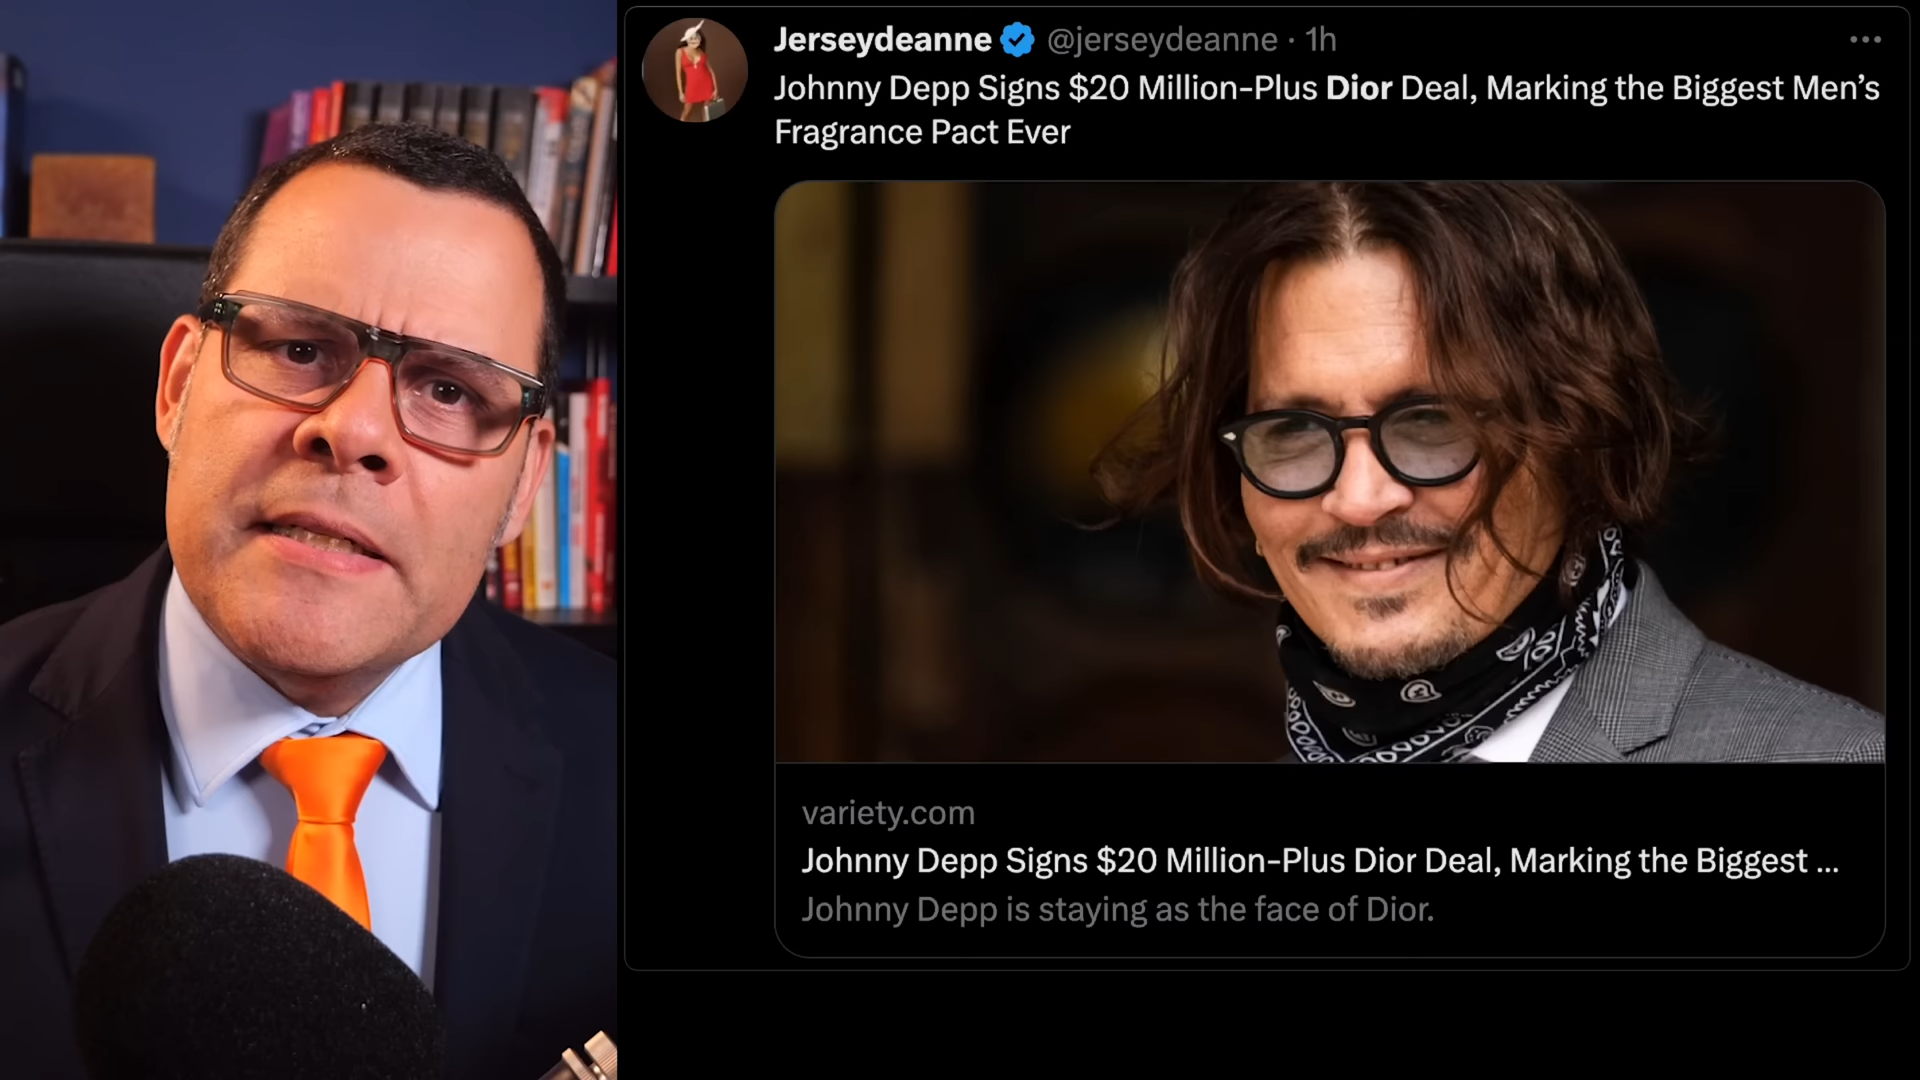 Jerseydeanne @jerseydeanne · 1h
Johnny Depp Signs $20 Million-Plus Dior Deal, Marking the Biggest Men’s
Fragrance Pact Ever
variety.com
Johnny Depp Signs $20 Million-Plus Dior Deal, Marking the Biggest ...
Johnny Depp is staying as the face of Dior.